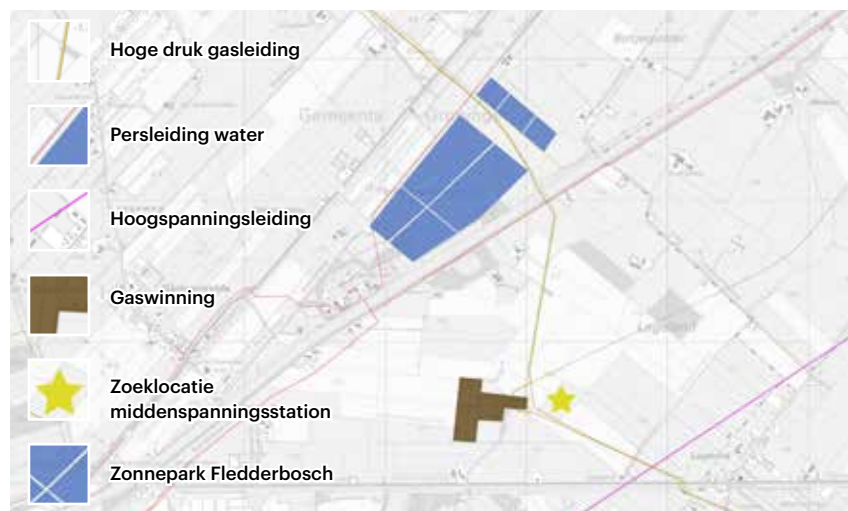 Hoge druk gasleiding
Persleiding water
Hoogspanningsleiding
Gaswinning
Zoeklocatie
middenspanningsstation
Zonnepark Fledderbosch
Gemeente